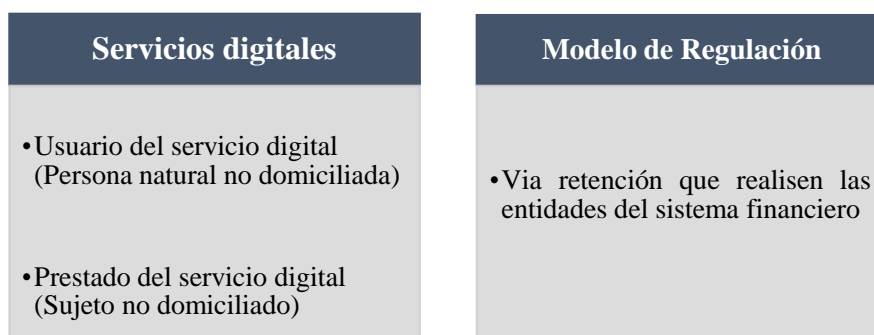 Servicios digitales
•Usuario del servicio digital
(Persona natural no domiciliada)
•Prestado del servicio digital
(Sujeto no domiciliado)
Modelo de Regulación
•Via retención que realisen las
entidades del sistema financiero